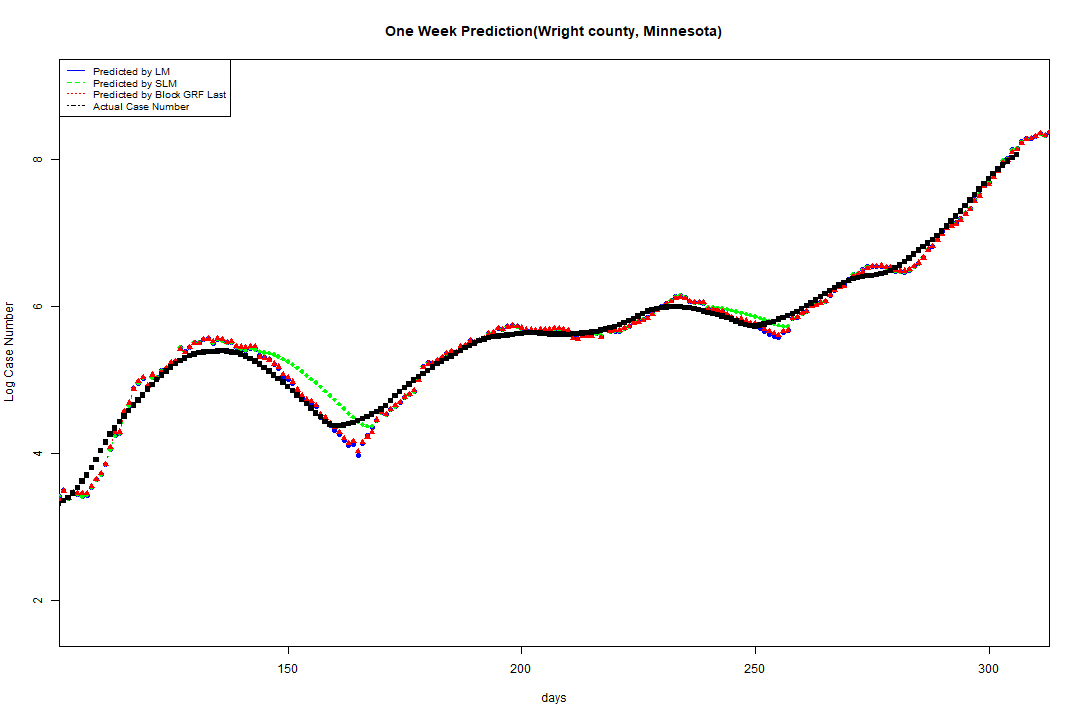 One Week Prediction(Wright county, Minnesota)
Predicted by LM
Predicted by SLM
Predicted by Block GRF Last
Actual Case Number
8
6
4
2
Log Case Number
150
200
250
300
days